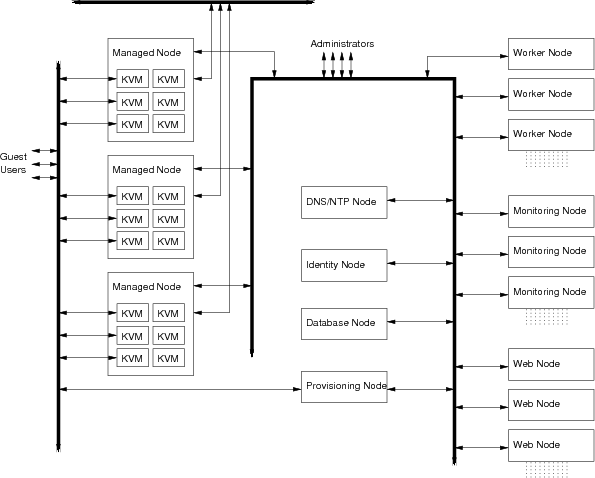 Administrators
Managed Node
KVM KVM
KVM KVM
KVM KVM
Guest
Users
Managed Node
KVM KVM
KVM KVM
KVM KVM
Managed Node
KVM KVM
KVM KVM
KVM KVM
DNS/NTP Node
Identity Node
Database Node
Provisioning Node
Worker Node
Worker Node
Worker Node
Monitoring Node
Monitoring Node
Monitoring Node
Web Node
Web Node
Web Node